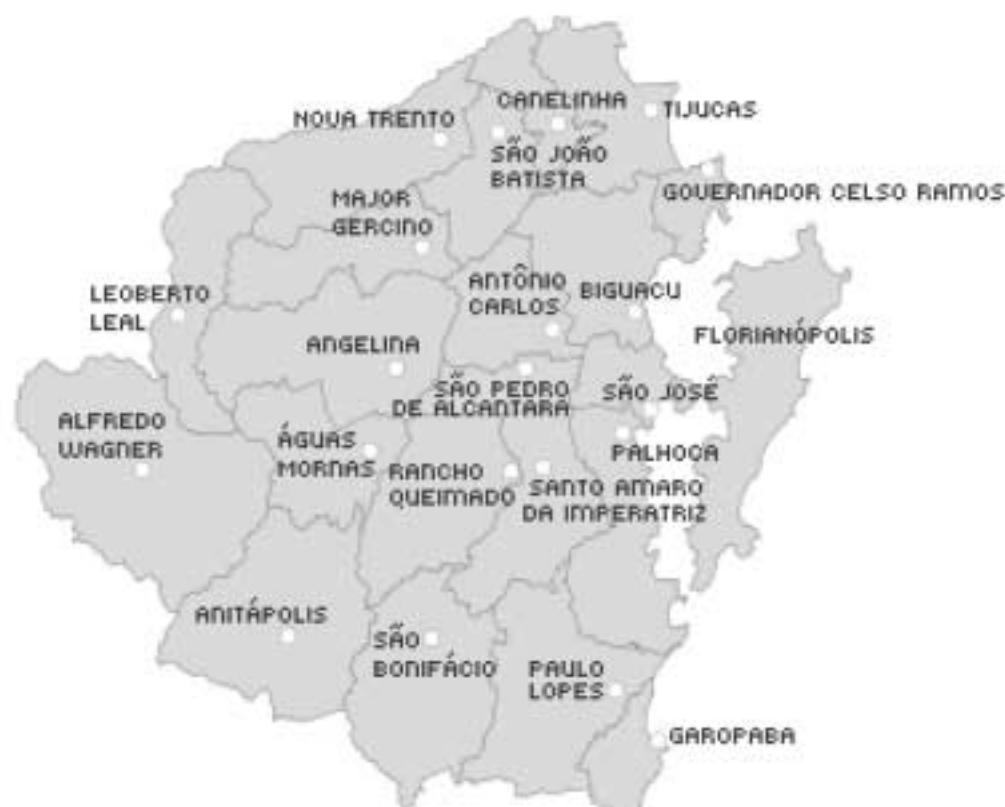 CANELINHA
TIJUCAS
NOVA TRENTO
SÃO JOÃO
BATISTA
GOVERNADOR CELSO RAMOS
MAJOR
GERCINO
ANTÔNIO
CARLOS
BIGUACU
LEOBERTO
LEAL
FLORIANÓPOLIS
ANGELINA
SÃO PEDRO
DE ALCANTARA
SÃO JOSÉ
ALFREDO
WAGNER
ÁGUAS
MORNAS
PALHOCA
RANCHO
QUEIMADO
SANTO AMARO
DA IMPERATRIZ
ANITÁPOLIS
SÃO
BONIFÁCIO
PAULO
LOPES
GAROPABA